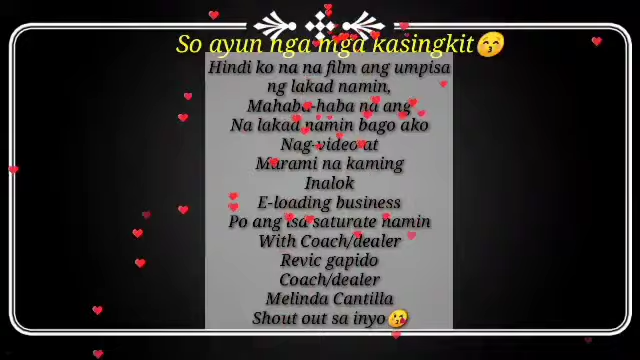 So ayun nga mga kasingkit😙
Hindi ko na na film ang umpisa
ng lakad namin,
Mahaba-haba na ang
Na lakad namin bago ako
Nag-video at
Marami na kaming
Inalok
E-loading business
Po ang isa saturate namin
With Coach/dealer
Revic gapido
Coach/dealer
Melinda Cantilla
Shout out sa inyo😘